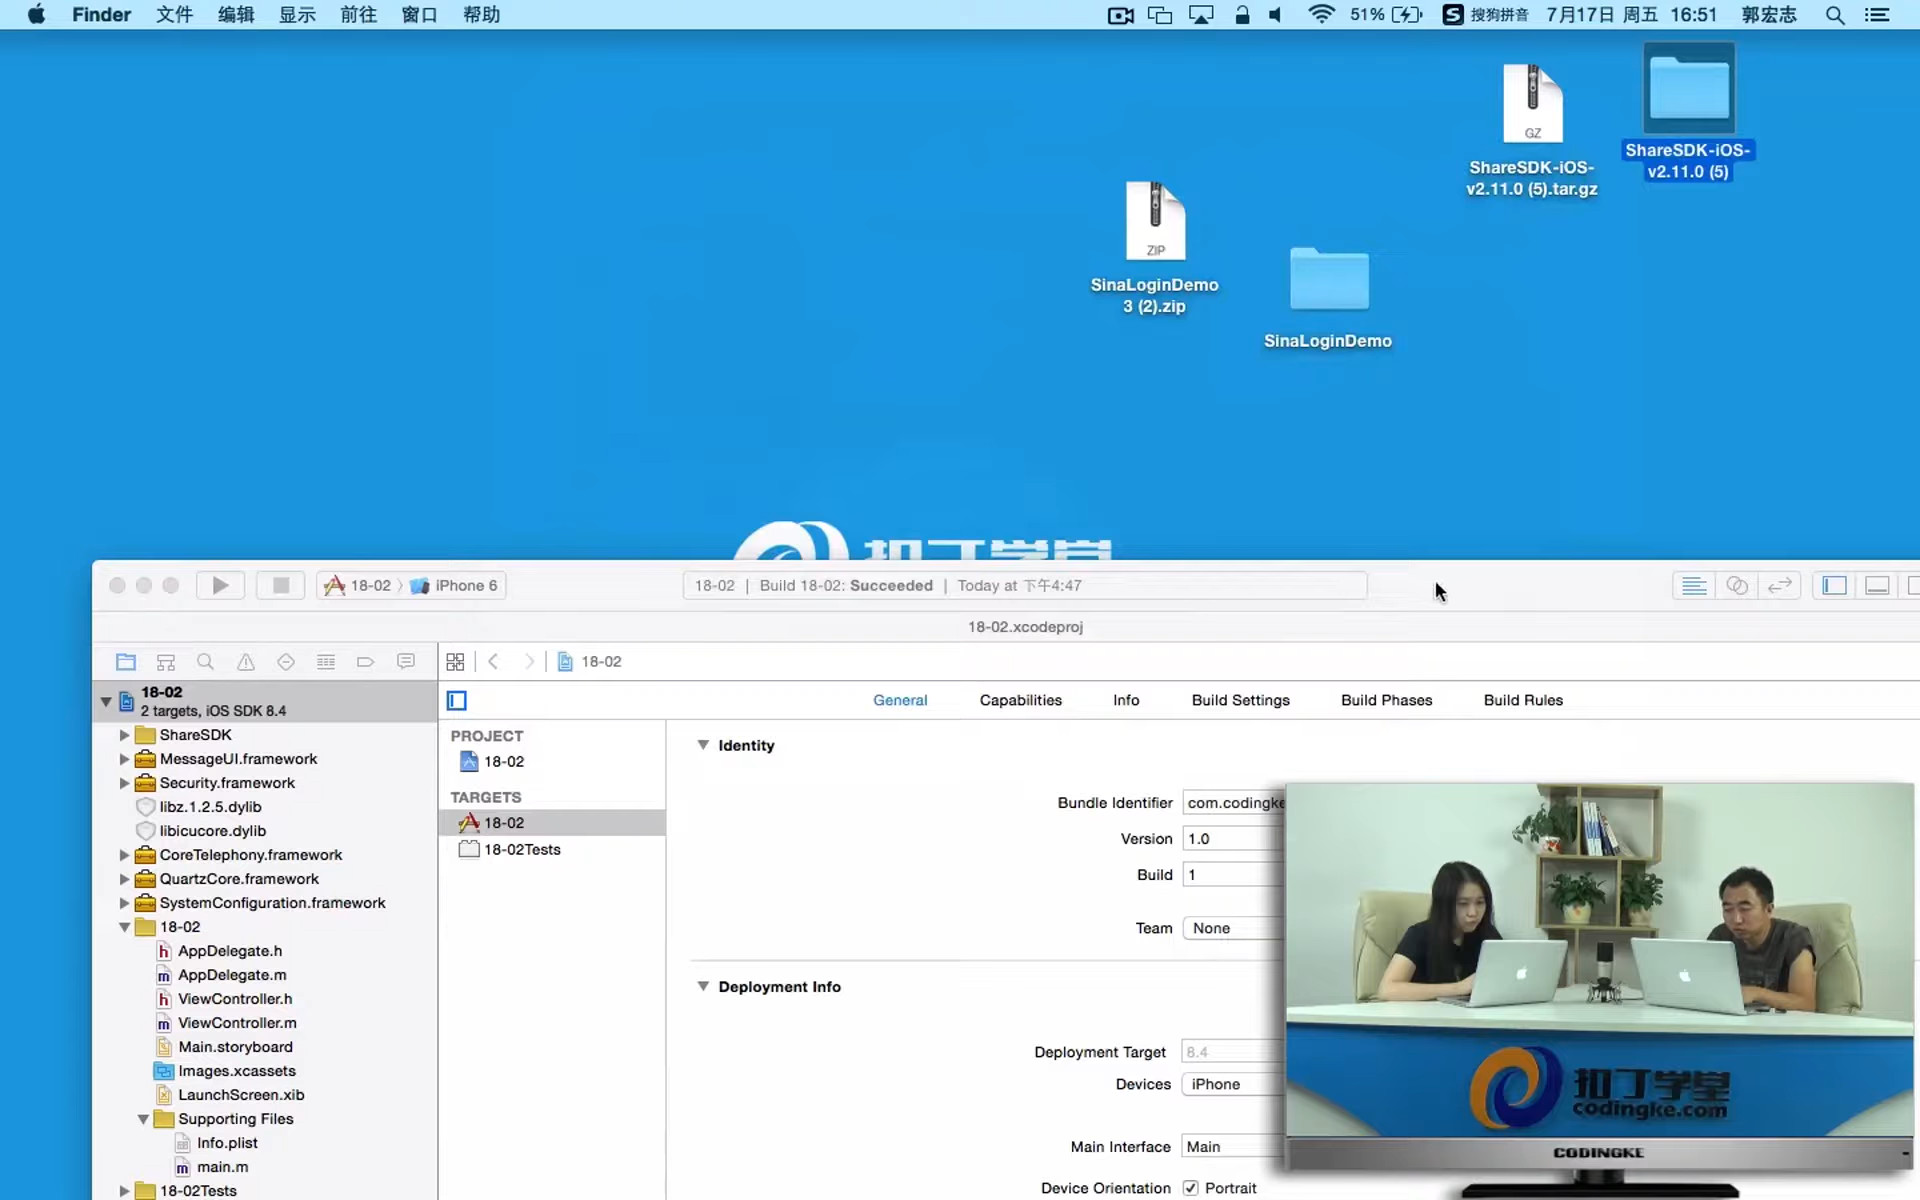 Finder 文件 编辑 显示 前往 窗口 帮助 51% S 搜狗拼音 7月17日 周五 16:51 郭宏志
GZ
ShareSDK-iOS-
v2.11.0 (5).tar.gz
ShareSDK-iOS-
v2.11.0 (5)
ZIP
SinaLoginDemo
3 (2).zip
SinaLoginDemo
扣丁学堂
18-02 iPhone 6
18-02 | Build 18-02: Succeeded | Today at 下午4:47
18-02.xcodeproj
18-02
18-02
2 targets, iOS SDK 8.4
ShareSDK
MessageUI.framework
Security.framework
libz.1.2.5.dylib
libicucore.dylib
CoreTelephony.framework
QuartzCore.framework
SystemConfiguration.framework
18-02
AppDelegate.h
AppDelegate.m
ViewController.h
ViewController.m
Main.storyboard
Images.xcassets
LaunchScreen.xib
Supporting Files
Info.plist
main.m
18-02Tests
General Capabilities Info Build Settings Build Phases Build Rules
PROJECT
18-02
TARGETS
18-02
18-02Tests
Identity
Bundle Identifier com.codingke
Version 1.0
Build 1
Team None
Deployment Info
Deployment Target 8.4
Devices iPhone
Main Interface Main
Device Orientation Portrait
扣丁学堂
codingke.com
CODINGKE